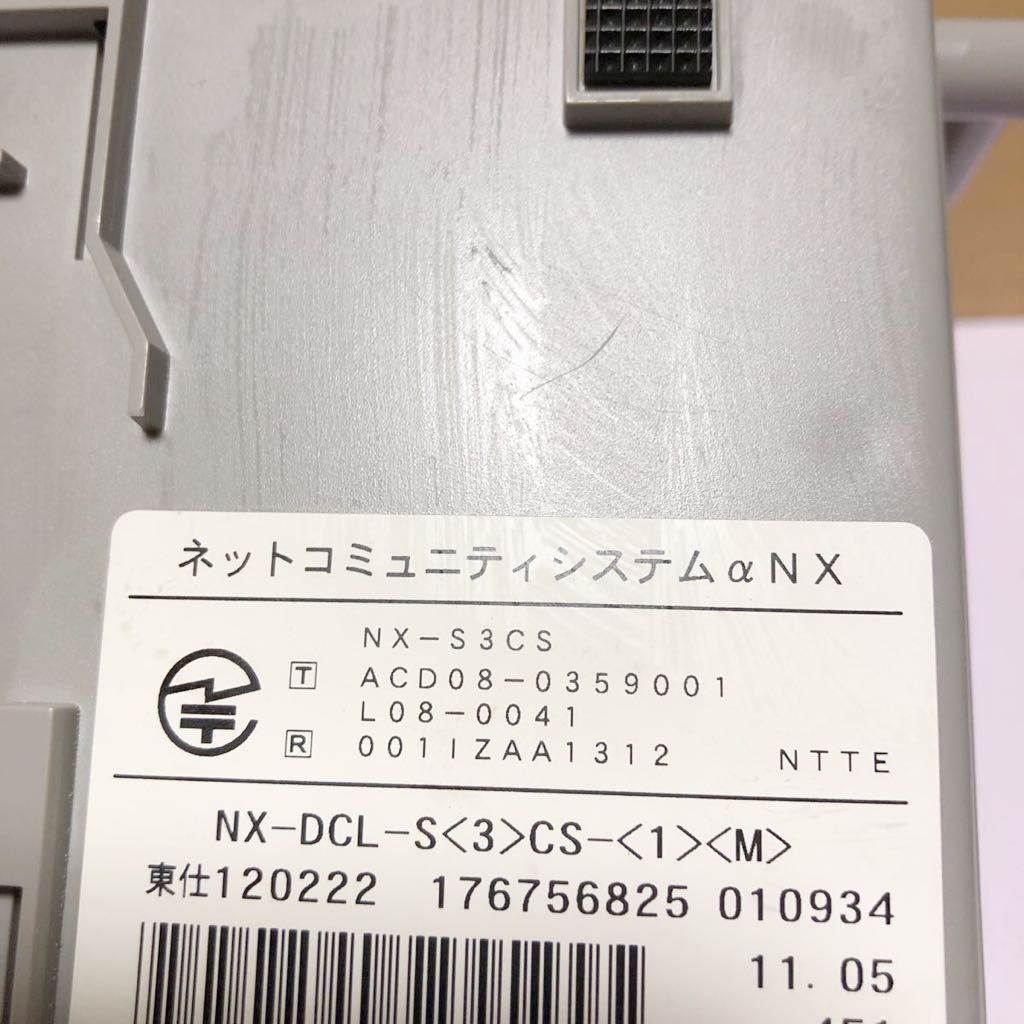 ネットコミュニティシステムαNX
NX-S3CS
T ACD08-0359001
L08-0041
R 001IZAA1312 NTTE
NX-DCL-S<3>CS-<1><M>
東仕120222 176756825 010934
11.05